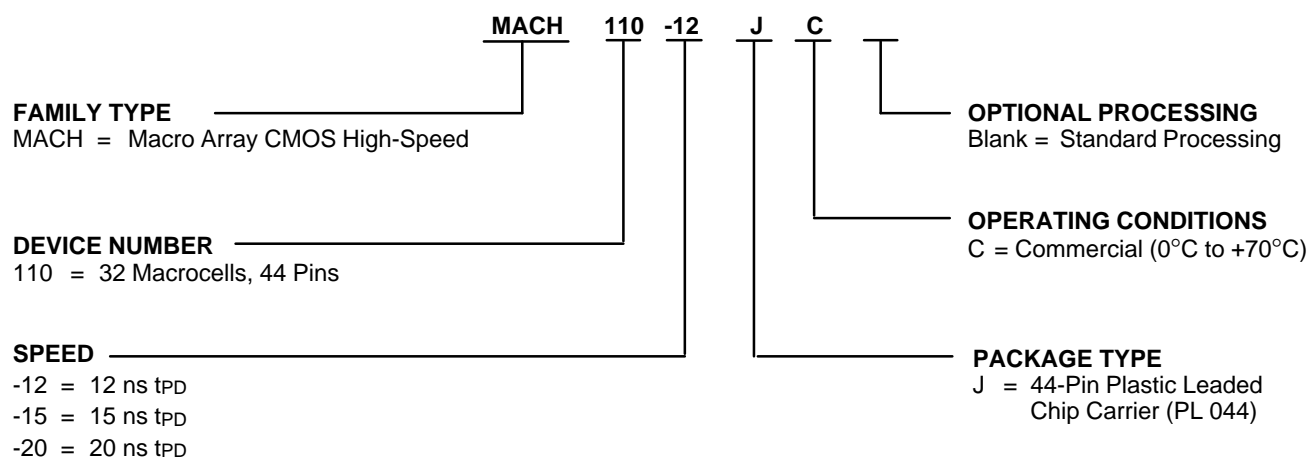 MACH 110 -12 J C
FAMILY TYPE
MACH = Macro Array CMOS High-Speed
DEVICE NUMBER
110 = 32 Macrocells, 44 Pins
SPEED
-12 = 12 ns tPD
-15 = 15 ns tPD
-20 = 20 ns tPD
OPTIONAL PROCESSING
Blank = Standard Processing
OPERATING CONDITIONS
C = Commercial (0°C to +70°C)
PACKAGE TYPE
J = 44-Pin Plastic Leaded
Chip Carrier (PL 044)